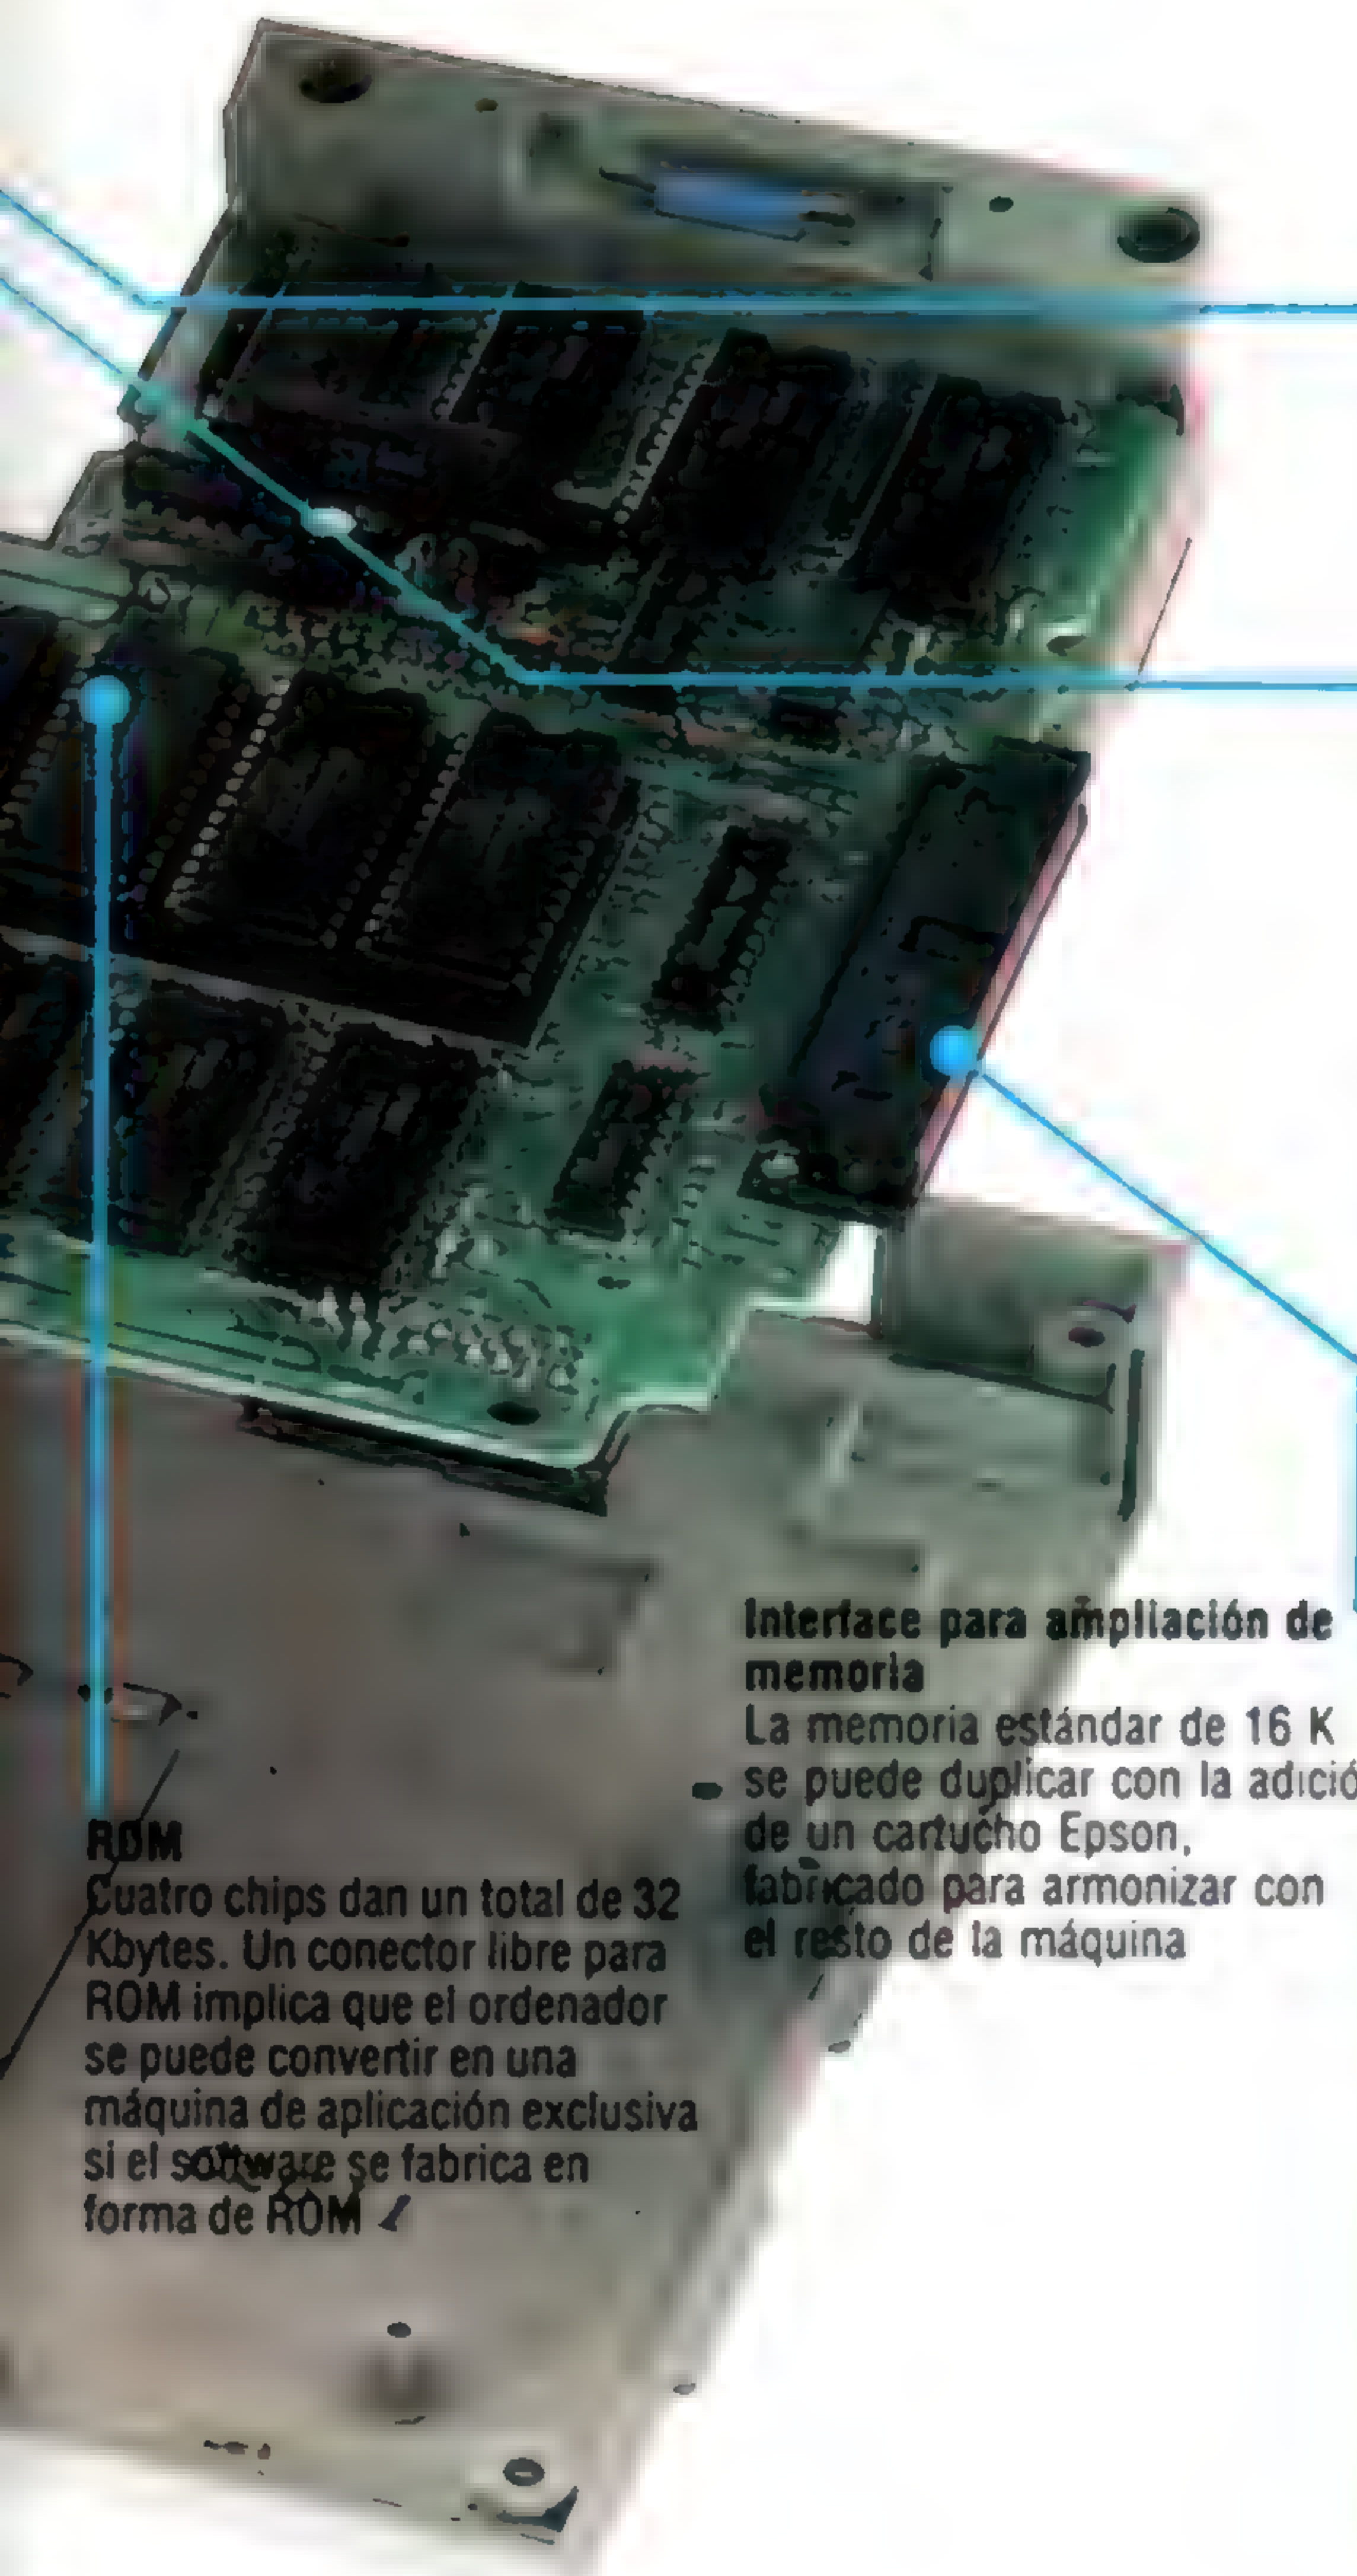 Interface para ampliación de
memoria
La memoria estándar de 16 K
se puede duplicar con la adició
de un cartucho Epson,
fabricado para armonizar con
el resto de la máquina
ROM
Cuatro chips dan un total de 32
Kbytes. Un conector libre para
ROM implica que el ordenador
se puede convertir en una
máquina de aplicación exclusiva
si el software se fabrica en
forma de ROM